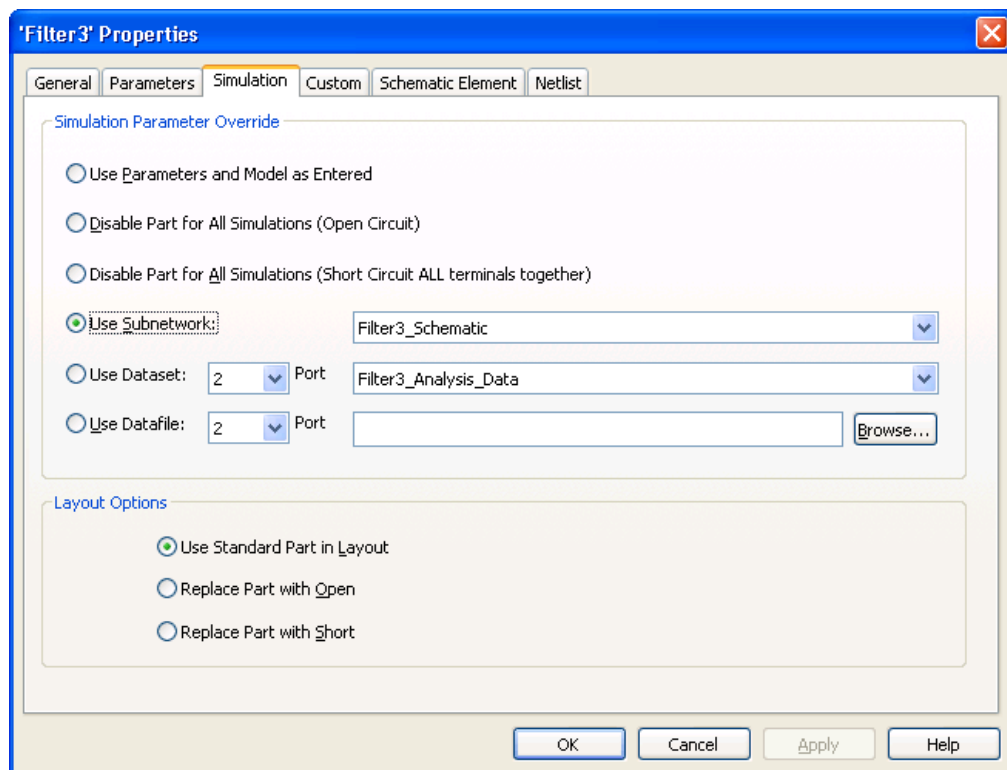 'Filter3' Properties
General Parameters Simulation Custom Schematic Element Netlist
Simulation Parameter Override
Use Parameters and Model as Entered
Disable Part for All Simulations (Open Circuit)
Disable Part for All Simulations (Short Circuit ALL terminals together)
Use Subnetwork: Filter3_Schematic
Use Dataset: 2 Port Filter3_Analysis_Data
Use Datafile: 2 Port Browse...
Layout Options
Use Standard Part in Layout
Replace Part with Open
Replace Part with Short
OK Cancel Apply Help